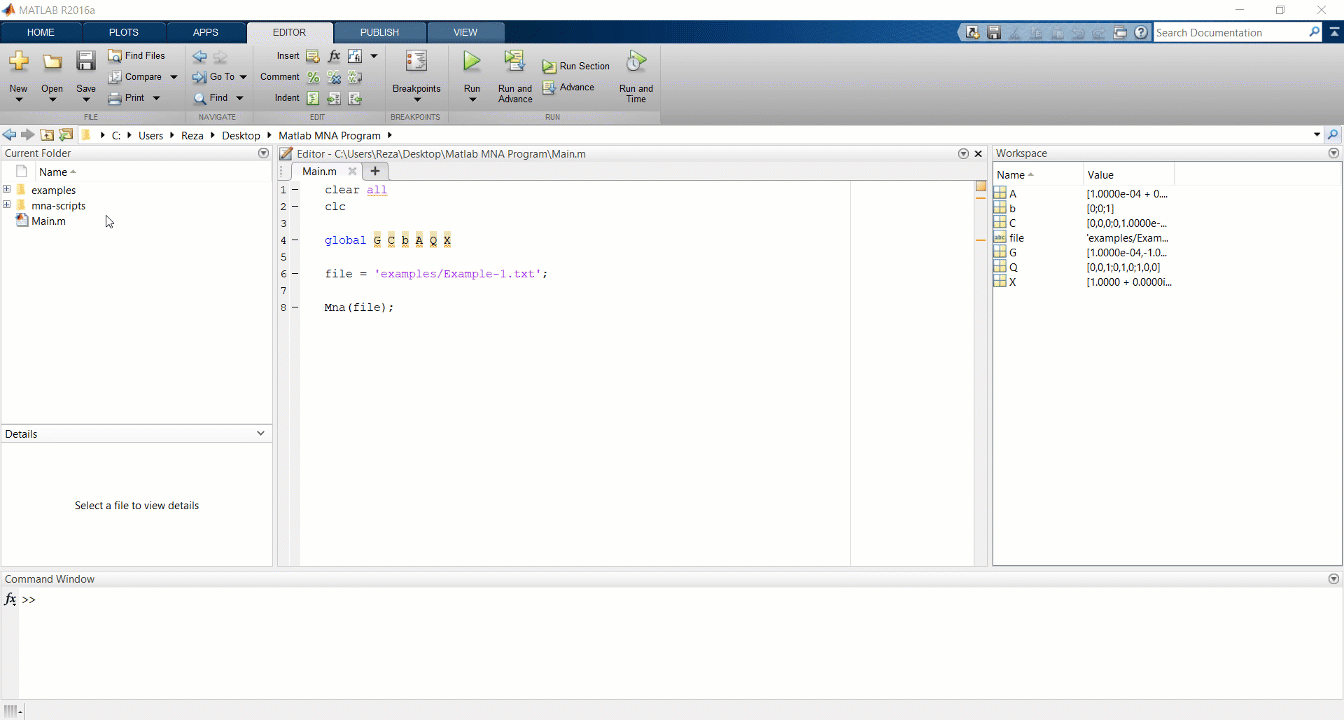 MATLAB R2016a
HOME PLOTS APPS EDITOR PUBLISH VIEW
Search Documentation
New Open Save
Find Files
Compare
Print
FILE
Go To
Find
NAVIGATE
Insert
Comment
Indent
EDIT
Breakpoints
BREAKPOINTS
Run
Run and Advance
Run Section
Advance
Run and Time
RUN
C: Users Reza Desktop Matlab MNA Program
Current Folder
Name
examples
mna-scripts
Main.m
Details
Select a file to view details
Editor - C:\Users\Reza\Desktop\Matlab MNA Program\Main.m
Main.m
1 clear all
2 clc
3
4 global G C b A Q X
5
6 file = 'examples/Example-1.txt';
7
8 Mna(file);
Workspace
Name Value
A [1.0000e-04 + 0....
b [0;0;1]
C [0,0,0;0,1.0000e-...
file 'examples/Exam...
G [1.0000e-04,-1.0...
Q [0,0,1;0,1,0;1,0,0]
X [1.0000 + 0.0000i...
Command Window
fx >>